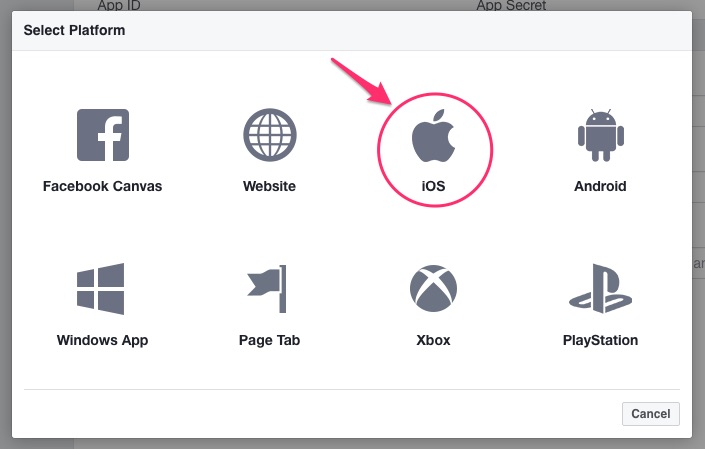 App ID App Secret
Select Platform
Facebook Canvas Website iOS Android
Windows App Page Tab Xbox PlayStation
Cancel